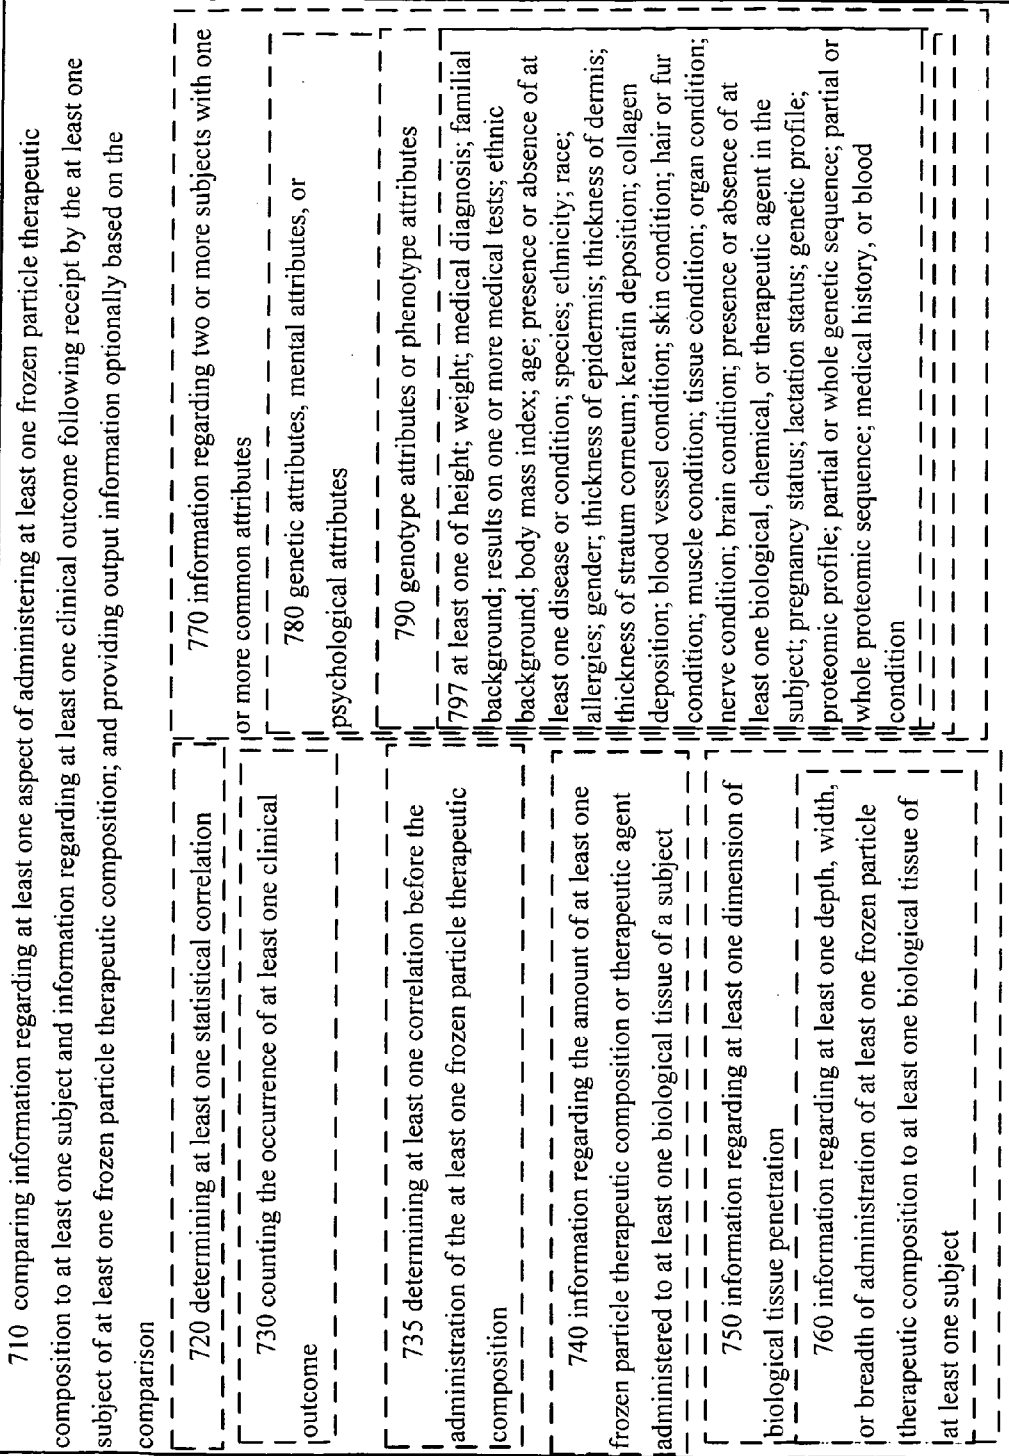 710 comparing information regarding at least one aspect of administering at least one frozen particle therapeutic
composition to at least one subject and information regarding at least one clinical outcome following receipt by the at least one
subject of at least one frozen particle therapeutic composition; and providing output information optionally based on the
comparison
720 determining at least one statistical correlation
730 counting the occurrence of at least one clinical
outcome
735 determining at least one correlation before the
administration of the at least one frozen particle therapeutic
composition
740 information regarding the amount of at least one
frozen particle therapeutic composition or therapeutic agent
administered to at least one biological tissue of a subject
750 information regarding at least one dimension of
biological tissue penetration
760 information regarding at least one depth, width,
or breadth of administration of at least one frozen particle
therapeutic composition to at least one biological tissue of
at least one subject
770 information regarding two or more subjects with one
or more common attributes
780 genetic attributes, mental attributes, or
psychological attributes
790 genotype attributes or phenotype attributes
797 at least one of height; weight; medical diagnosis; familial
background; results on one or more medical tests; ethnic
background; body mass index; age; presence or absence of at
least one disease or condition; species; ethnicity; race;
allergies; gender; thickness of epidermis; thickness of dermis;
thickness of stratum corneum; keratin deposition; collagen
deposition; blood vessel condition; skin condition; hair or fur
condition; muscle condition; tissue condition; organ condition;
nerve condition; brain condition; presence or absence of at
least one biological, chemical, or therapeutic agent in the
subject; pregnancy status; lactation status; genetic profile;
proteomic profile; partial or whole genetic sequence; partial or
whole proteomic sequence; medical history, or blood
condition